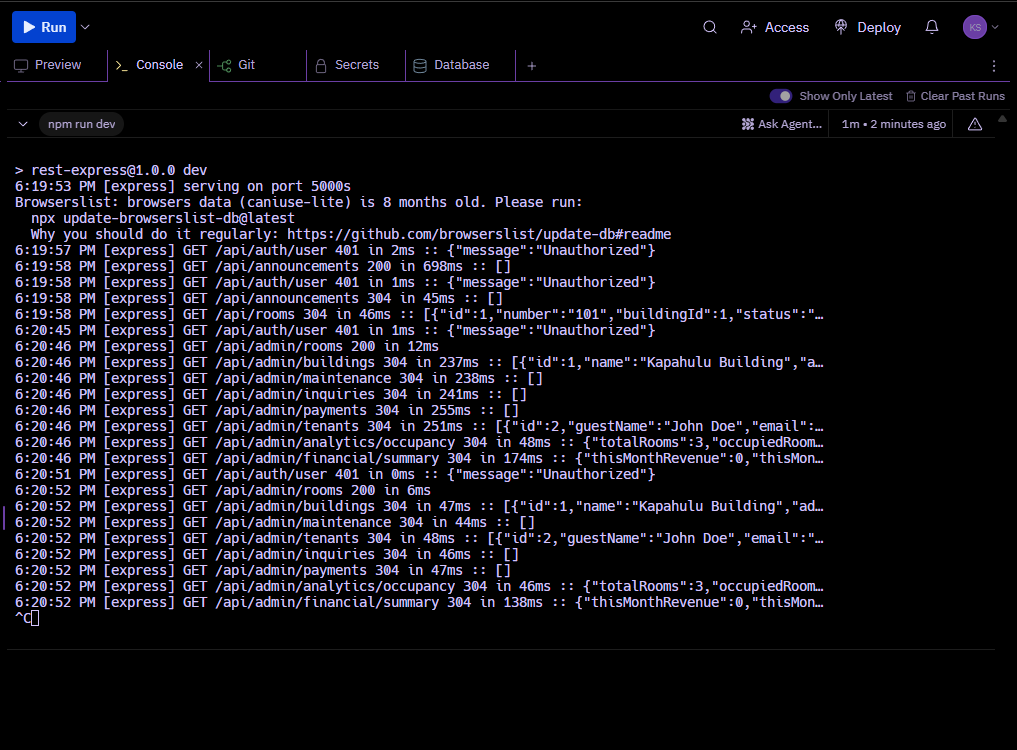 Run
Access
Deploy
KS
Preview
Console
Git
Secrets
Database
Show Only Latest
Clear Past Runs
npm run dev
Ask Agent...
1m • 2 minutes ago
> rest-express@1.0.0 dev
6:19:53 PM [express] serving on port 5000s
Browserslist: browsers data (caniuse-lite) is 8 months old. Please run:
  npx update-browserslist-db@latest
  Why you should do it regularly: https://github.com/browserslist/update-db#readme
6:19:57 PM [express] GET /api/auth/user 401 in 2ms :: {"message":"Unauthorized"}
6:19:58 PM [express] GET /api/announcements 200 in 698ms :: []
6:19:58 PM [express] GET /api/auth/user 401 in 1ms :: {"message":"Unauthorized"}
6:19:58 PM [express] GET /api/announcements 304 in 45ms :: []
6:19:58 PM [express] GET /api/rooms 304 in 46ms :: [{"id":1,"number":"101","buildingId":1,"status":"…
6:20:45 PM [express] GET /api/auth/user 401 in 1ms :: {"message":"Unauthorized"}
6:20:46 PM [express] GET /api/admin/rooms 200 in 12ms
6:20:46 PM [express] GET /api/admin/buildings 304 in 237ms :: [{"id":1,"name":"Kapahulu Building","a…
6:20:46 PM [express] GET /api/admin/maintenance 304 in 238ms :: []
6:20:46 PM [express] GET /api/admin/inquiries 304 in 241ms :: []
6:20:46 PM [express] GET /api/admin/payments 304 in 255ms :: []
6:20:46 PM [express] GET /api/admin/tenants 304 in 251ms :: [{"id":2,"guestName":"John Doe","email":…
6:20:46 PM [express] GET /api/admin/analytics/occupancy 304 in 48ms :: {"totalRooms":3,"occupiedRoom…
6:20:46 PM [express] GET /api/admin/financial/summary 304 in 174ms :: {"thisMonthRevenue":0,"thisMon…
6:20:51 PM [express] GET /api/auth/user 401 in 0ms :: {"message":"Unauthorized"}
6:20:52 PM [express] GET /api/admin/rooms 200 in 6ms
6:20:52 PM [express] GET /api/admin/buildings 304 in 47ms :: [{"id":1,"name":"Kapahulu Building","ad…
6:20:52 PM [express] GET /api/admin/maintenance 304 in 44ms :: []
6:20:52 PM [express] GET /api/admin/tenants 304 in 48ms :: [{"id":2,"guestName":"John Doe","email":"…
6:20:52 PM [express] GET /api/admin/inquiries 304 in 46ms :: []
6:20:52 PM [express] GET /api/admin/payments 304 in 47ms :: []
6:20:52 PM [express] GET /api/admin/analytics/occupancy 304 in 46ms :: {"totalRooms":3,"occupiedRoom…
6:20:52 PM [express] GET /api/admin/financial/summary 304 in 138ms :: {"thisMonthRevenue":0,"thisMon…
^C